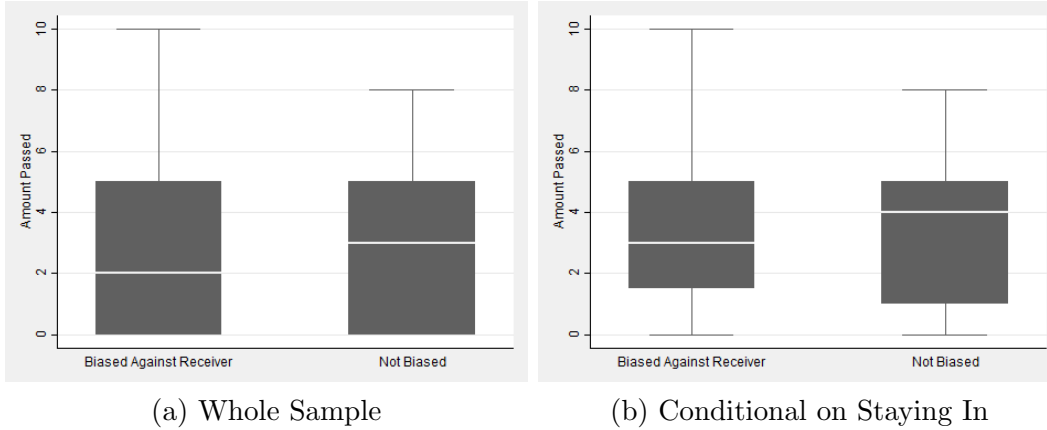 Amount Passed
10
8
6
4
2
0
Biased Against Receiver
Not Biased
(a) Whole Sample
Amount Passed
10
8
6
4
2
0
Biased Against Receiver
Not Biased
(b) Conditional on Staying In